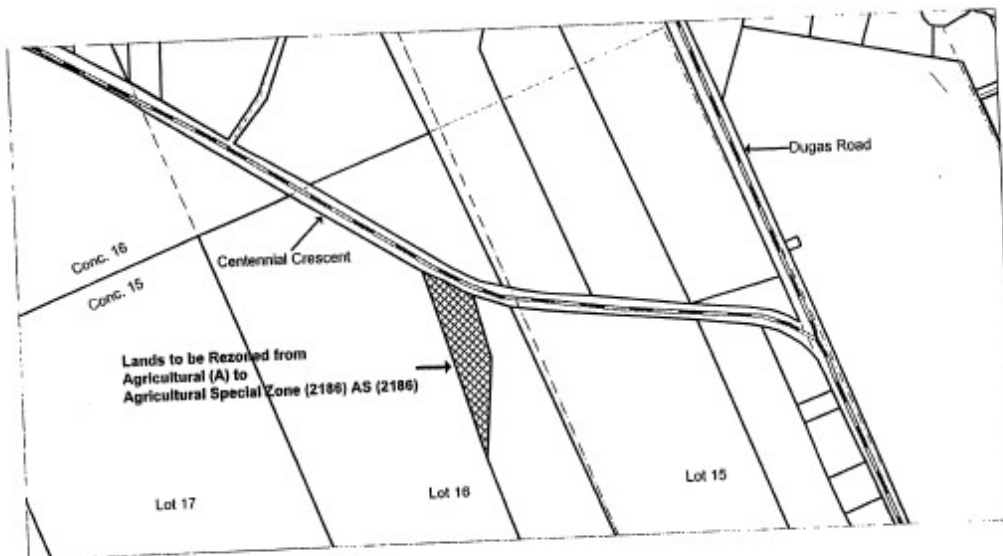 Dugas Road
Conc. 16
Centennial Crescent
Conc. 15
Lands to be Rezoned from
Agricultural (A) to
Agricultural Special Zone (2186) AS (2186)
Lot 17
Lot 16
Lot 15